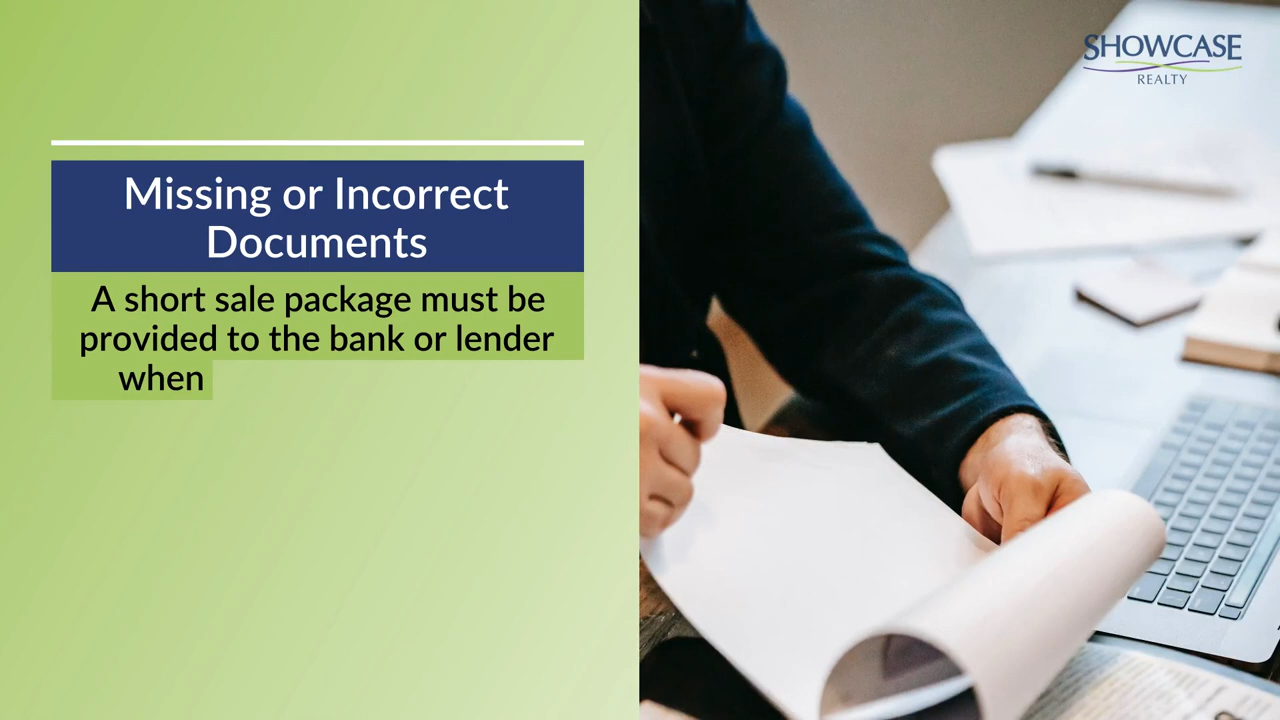 SHOWCASE
REALTY
Missing or Incorrect
Documents
A short sale package must be
provided to the bank or lender
when